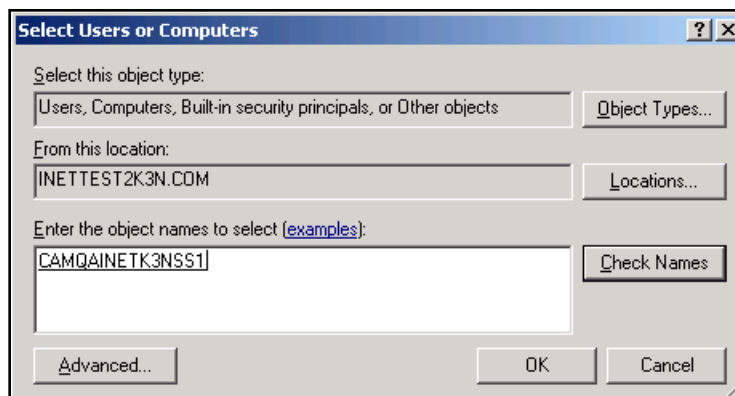 Select Users or Computers
Select this object type:
Users, Computers, Built-in security principals, or Other objects
Object Types...
From this location:
INETTEST2K3N.COM
Locations...
Enter the object names to select (examples):
CAMQAINETK3NSS1
Check Names
Advanced...
OK
Cancel